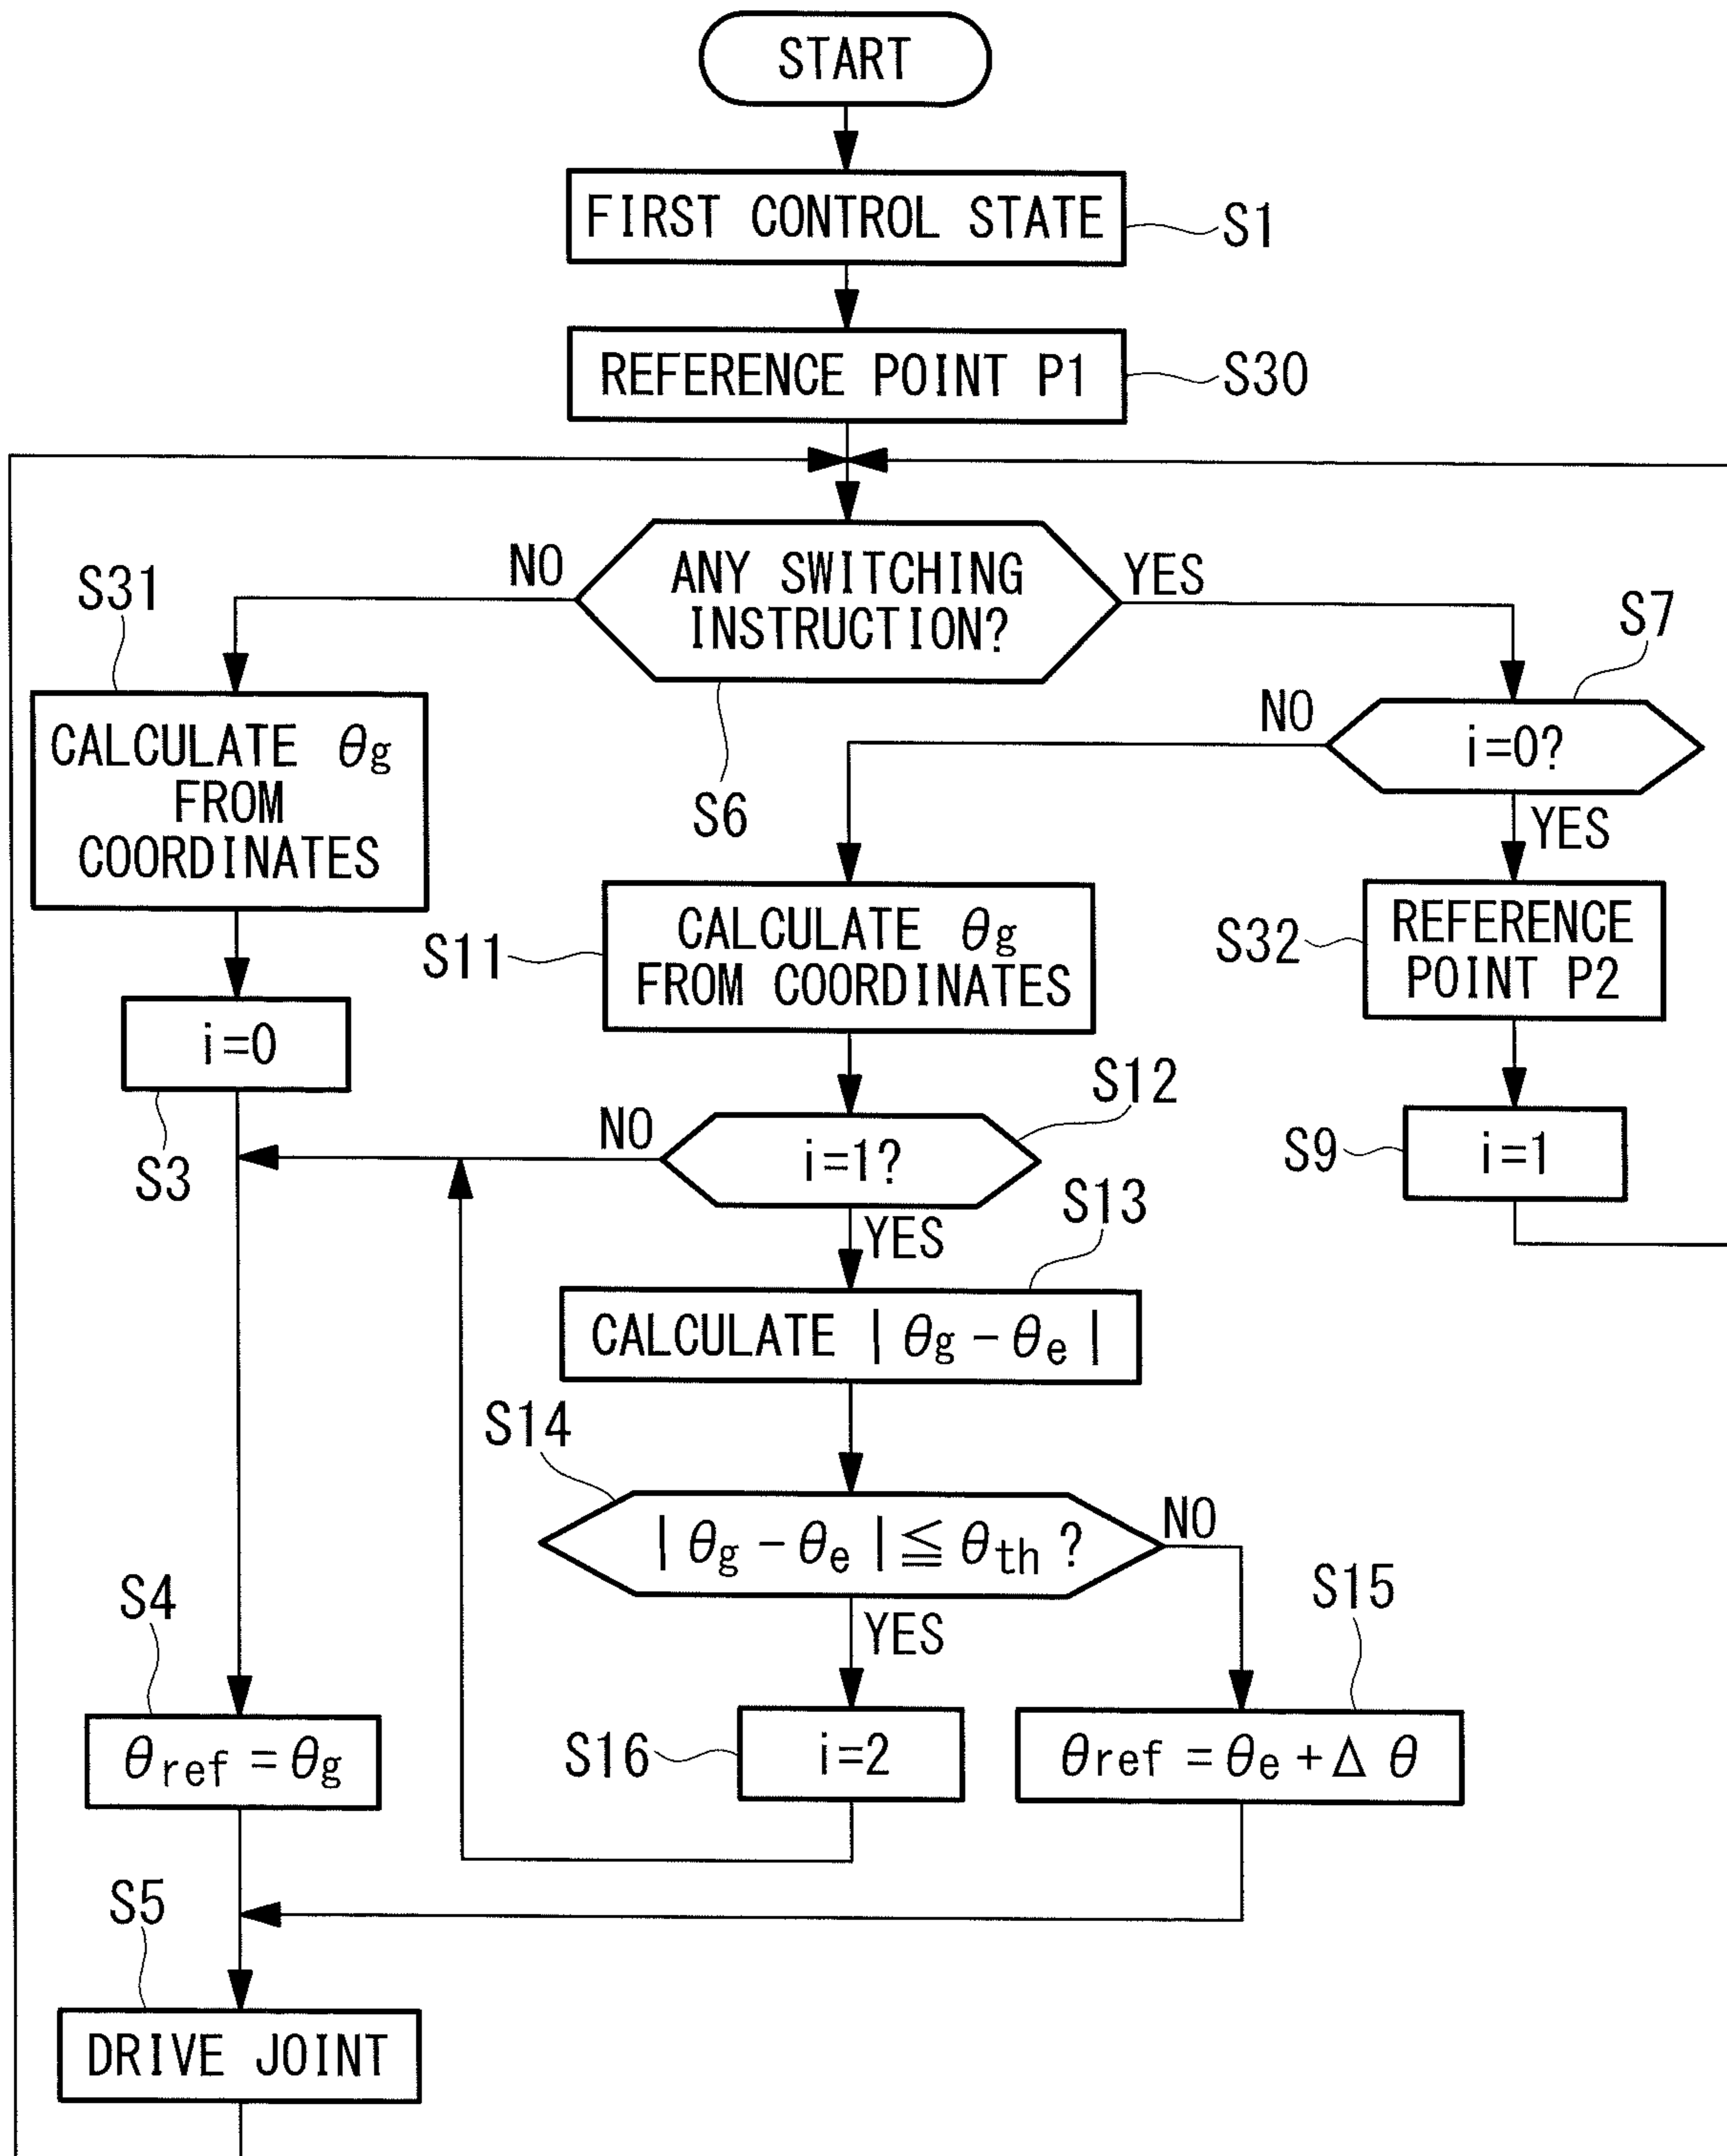 START
FIRST CONTROL STATE
S1
REFERENCE POINT P1
S30
ANY SWITCHING
INSTRUCTION?
NO
YES
S6
S31
CALCULATE θg
FROM
COORDINATES
S7
i=0?
NO
YES
S11
CALCULATE θg
FROM COORDINATES
S32
REFERENCE
POINT P2
i=0
S3
S12
i=1?
NO
YES
S9
i=1
S13
CALCULATE | θg - θe |
S14
| θg - θe | ≦ θth ?
NO
YES
S4
θref = θg
S16
i=2
S15
θref = θe + Δ θ
S5
DRIVE JOINT